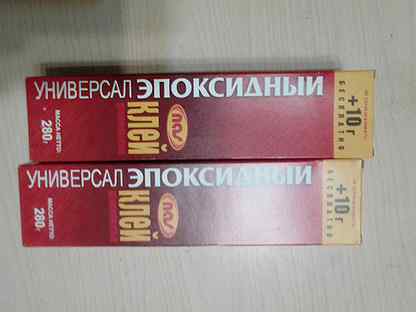 УНИВЕРСАЛ ЭПОКСИДНЫЙ
КЛЕЙ
МАССА НЕТТО:
280г
+10г
БЕСПЛАТНО
УНИВЕРСАЛ ЭПОКСИДНЫЙ
КЛЕЙ
МАССА НЕТТО:
280г
+10г
БЕСПЛАТНО